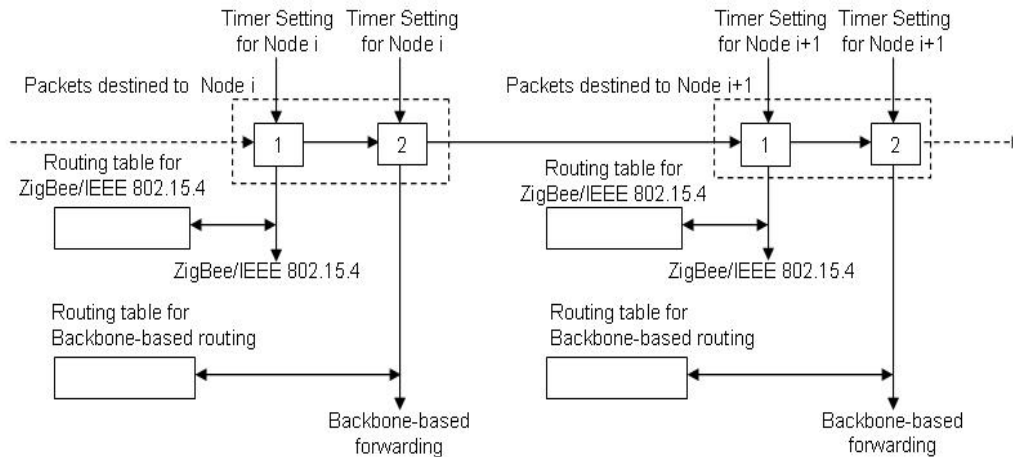 Timer Setting
for Node i
Timer Setting
for Node i
Timer Setting
for Node i+1
Timer Setting
for Node i+1
Packets destined to Node i
Packets destined to Node i+1
1
2
1
2
Routing table for
ZigBee/IEEE 802.15.4
Routing table for
ZigBee/IEEE 802.15.4
ZigBee/IEEE 802.15.4
ZigBee/IEEE 802.15.4
Routing table for
Backbone-based routing
Routing table for
Backbone-based routing
Backbone-based
forwarding
Backbone-based
forwarding